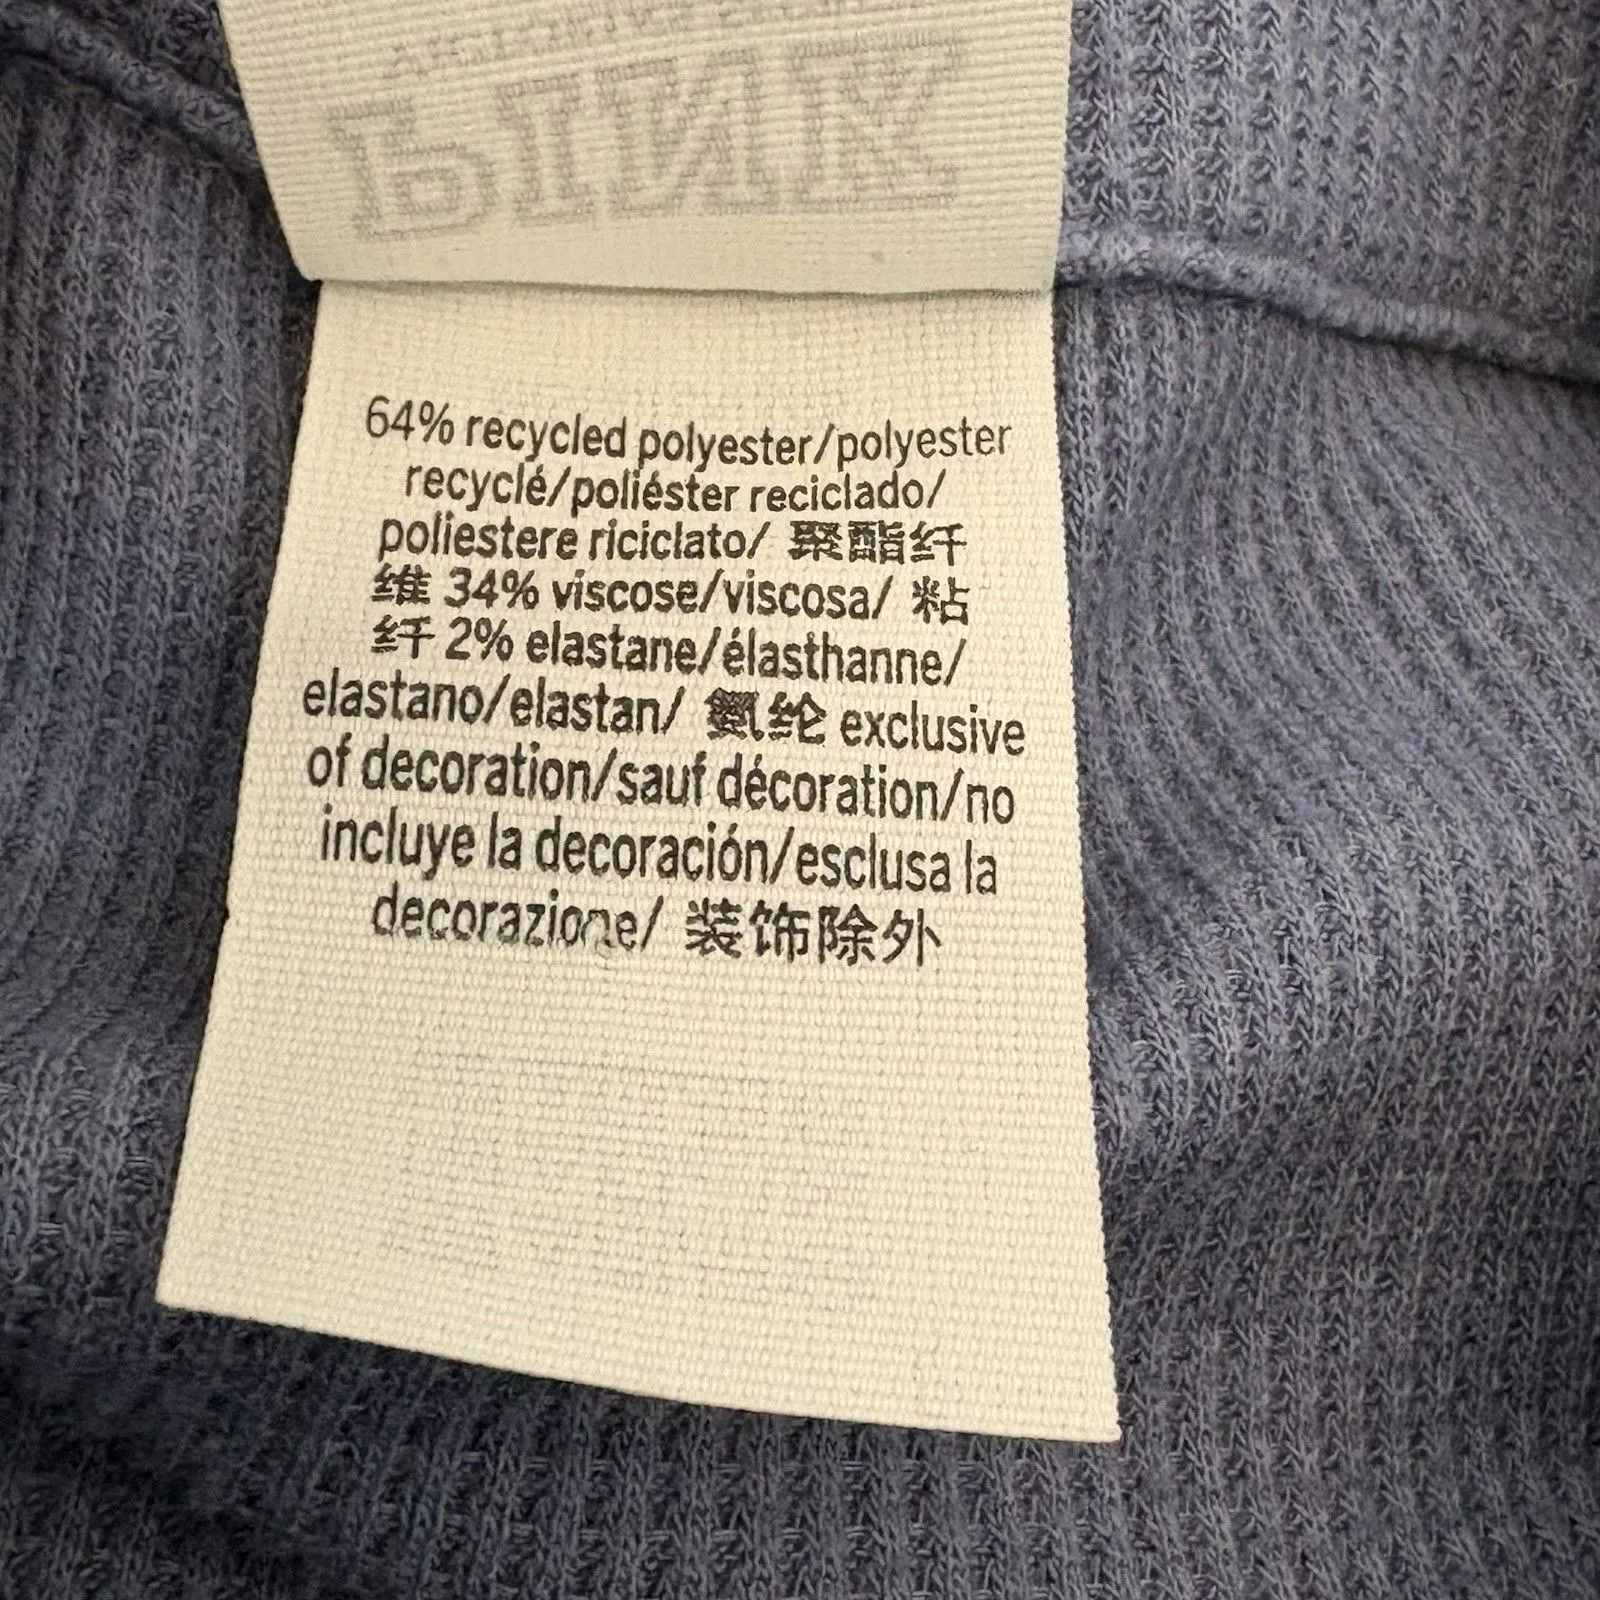 PINK
64% recycled polyester/polyester
recyclé/poliéster reciclado/
poliestere riciclato/ 聚酯纤
维 34% viscose/viscosa/ 粘
纤 2% elastane/élasthanne/
elastano/elastan/ 氨纶 exclusive
of decoration/sauf décoration/no
incluye la decoración/esclusa la
decorazione/ 装饰除外